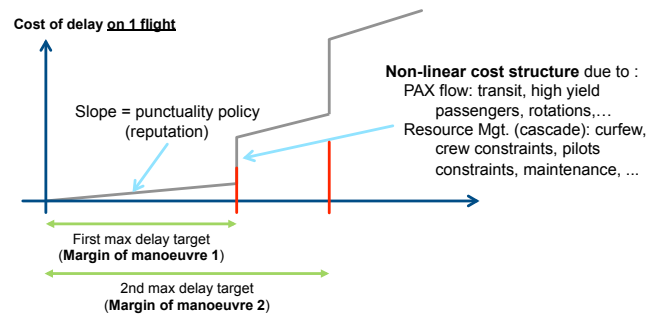 Cost of delay on 1 flight
Non-linear cost structure due to :
PAX flow: transit, high yield
passengers, rotations,…
Resource Mgt. (cascade): curfew,
crew constraints, pilots
constraints, maintenance, ...
Slope = punctuality policy
(reputation)
First max delay target
(Margin of manoeuvre 1)
2nd max delay target
(Margin of manoeuvre 2)